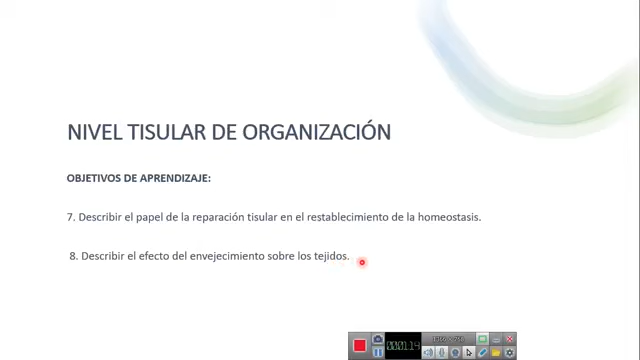 NIVEL TISULAR DE ORGANIZACIÓN
OBJETIVOS DE APRENDIZAJE:
7. Describir el papel de la reparación tisular en el restablecimiento de la homeostasis.
8. Describir el efecto del envejecimiento sobre los tejidos.